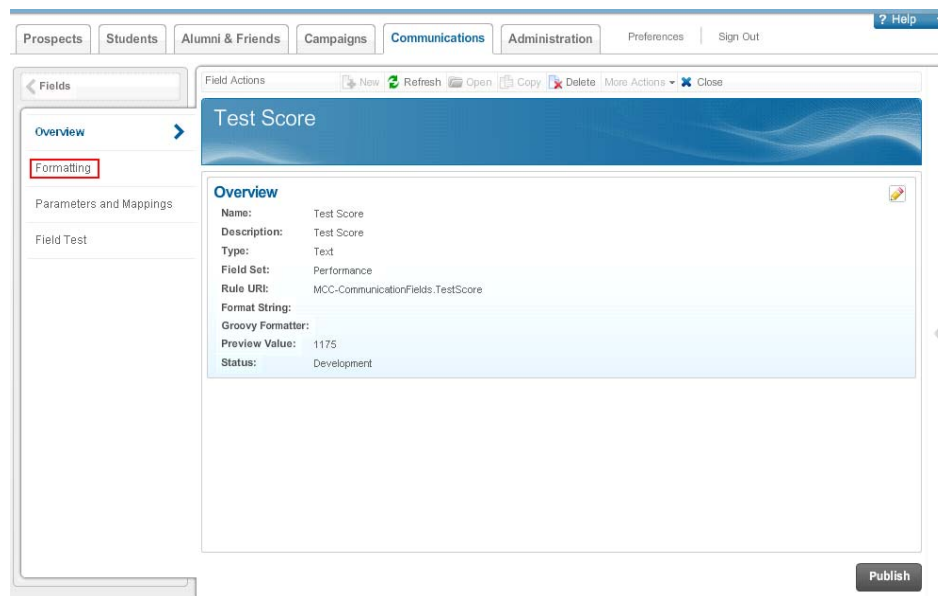 ? Help
Prospects Students Alumni & Friends Campaigns Communications Administration Preferences Sign Out
Fields
Field Actions New Refresh Open Copy Delete More Actions Close
Overview
Formatting
Parameters and Mappings
Field Test
Test Score
Overview
Name: Test Score
Description: Test Score
Type: Text
Field Set: Performance
Rule URI: MCC-CommunicationFields.TestScore
Format String:
Groovy Formatter:
Preview Value: 1175
Status: Development
Publish